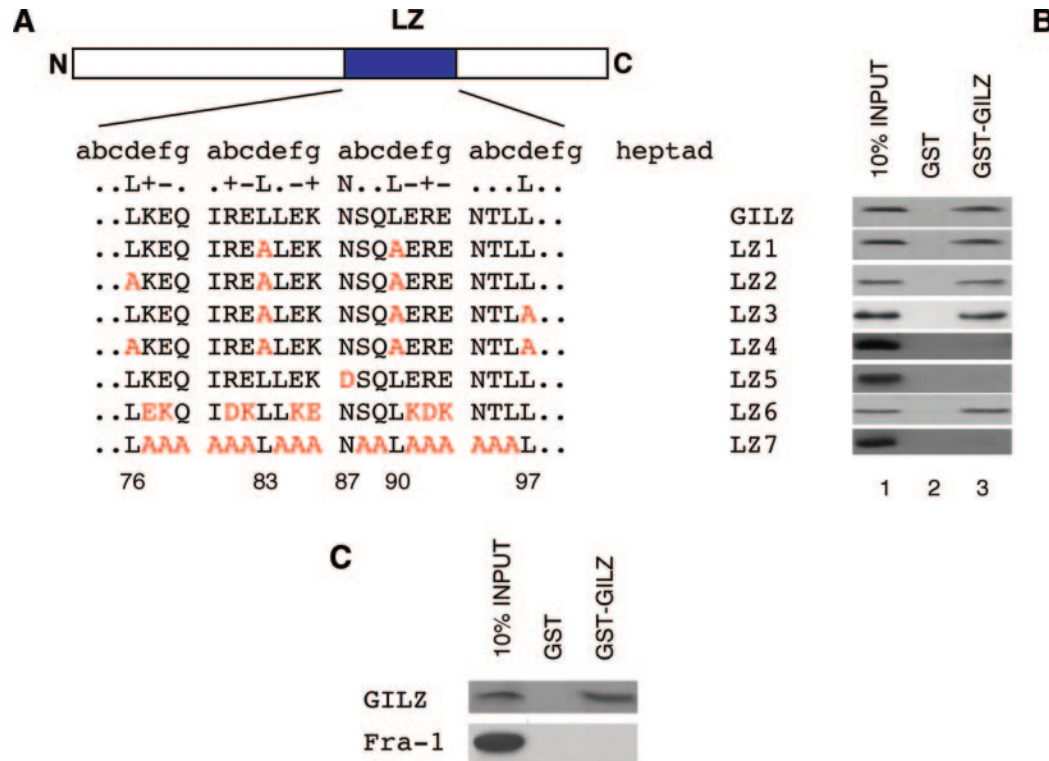 A
LZ
B
N
C
abcdefg abcdefg abcdefg abcdefg heptad
..L+-. .+-L.-+ N..L-+- ...L..
..LKEQ IRELLEK NSQLERE NTLL.. GILZ
..LKEQ IREALEK NSQAERE NTLL.. LZ1
..AKEQ IREALEK NSQAERE NTLL.. LZ2
..LKEQ IREALEK NSQAERE NTLA.. LZ3
..AKEQ IREALEK NSQAERE NTLA.. LZ4
..LKEQ IRELLEK DSQLERE NTLL.. LZ5
..LEKQ IDKLLKE NSQLKDK NTLL.. LZ6
..LAAA AAALAAA NAALAAA AAAL.. LZ7
76 83 87 90 97
10% INPUT
GST
GST-GILZ
1 2 3
C
10% INPUT
GST
GST-GILZ
GILZ
Fra-1